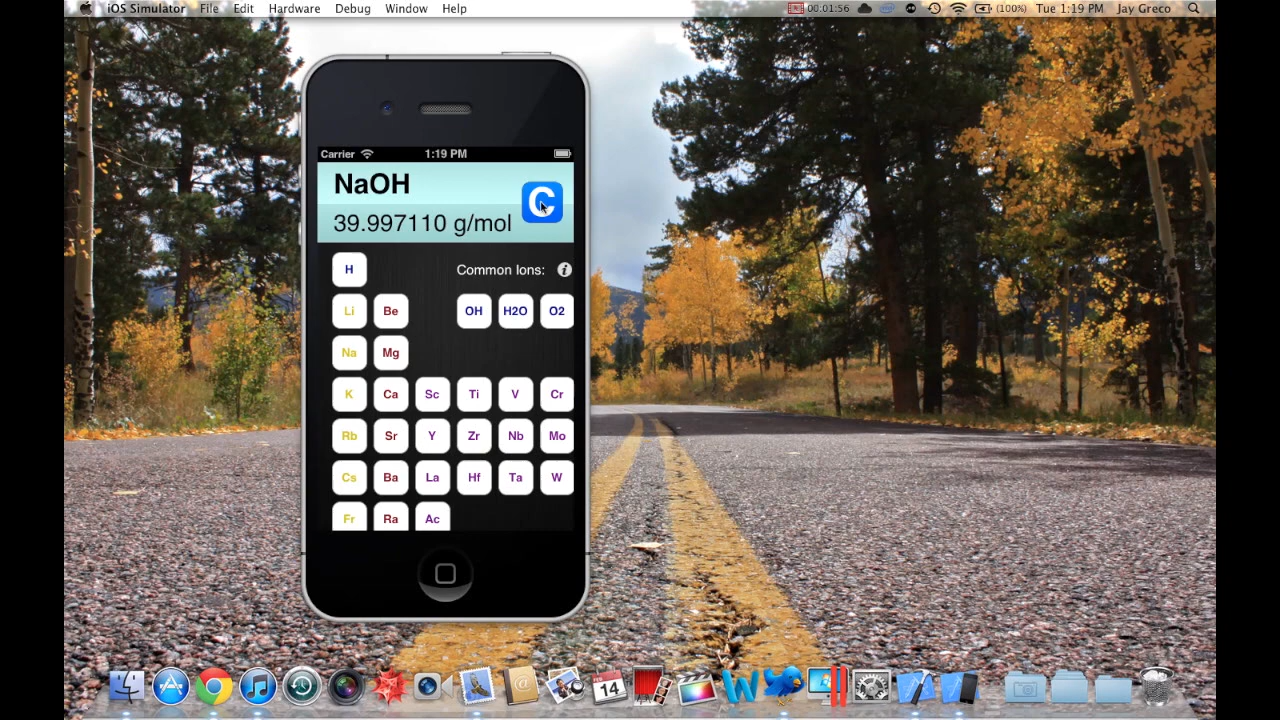 iOS Simulator File Edit Hardware Debug Window Help 00:01:56 (100%) Tue 1:19 PM Jay Greco
Carrier 1:19 PM
NaOH
C
39.997110 g/mol
H Common Ions: i
Li Be OH H2O O2
Na Mg
K Ca Sc Ti V Cr
Rb Sr Y Zr Nb Mo
Cs Ba La Hf Ta W
Fr Ra Ac
14
W